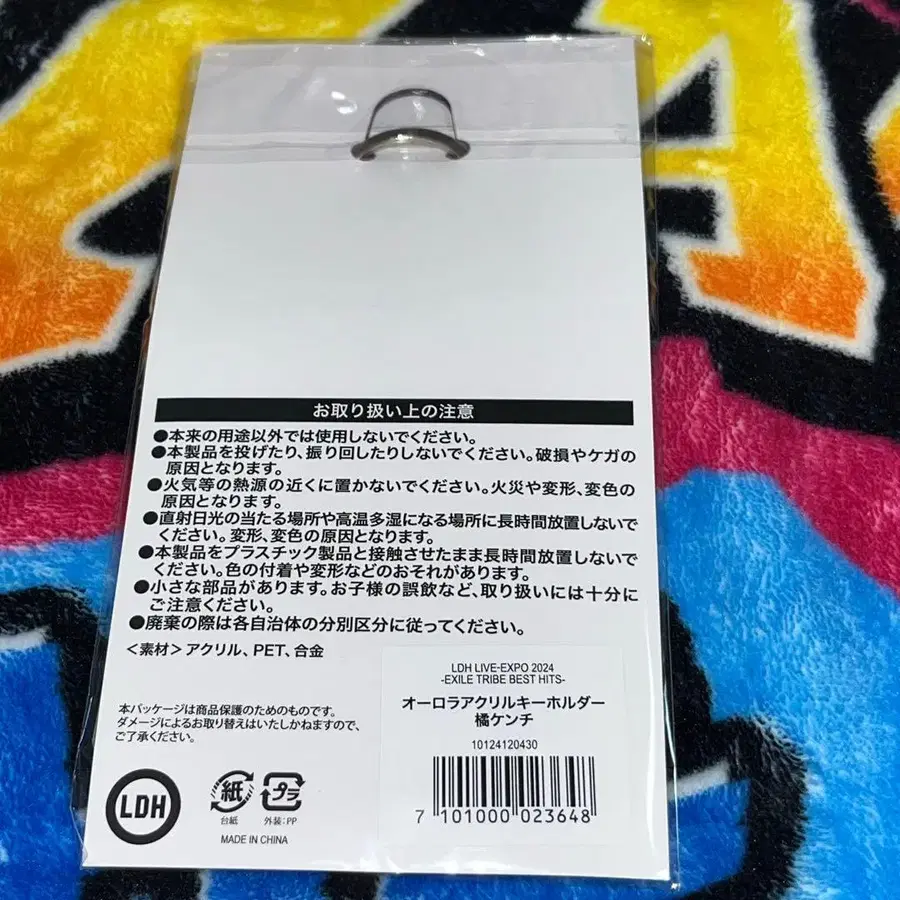 お取り扱い上の注意
●本来の用途以外では使用しないでください。
●本製品を投げたり、振り回したりしないでください。破損やケガの
原因となります。
●火気等の熱源の近くに置かないでください。火災や変形、変色の
原因となります。
●直射日光の当たる場所や高温多湿になる場所に長時間放置しないで
ください。変形、変色の原因となります。
●本製品をプラスチック製品と接触させたまま長時間放置しないで
ください。色の付着や変形などのおそれがあります。
●小さな部品があります。お子様の誤飲など、取り扱いには十分に
ご注意ください。
●廃棄の際は各自治体の分別区分に従ってください。
＜素材＞アクリル、PET、合金
本パッケージは商品保護のためのものです。
ダメージによるお取り替えはいたしかねますので、
ご了承ください。
LDH
紙
台紙
プラ
外装:PP
MADE IN CHINA
LDH LIVE-EXPO 2024
-EXILE TRIBE BEST HITS-
オーロラアクリルキーホルダー
橘ケンチ
10124120430
7 101000 023648